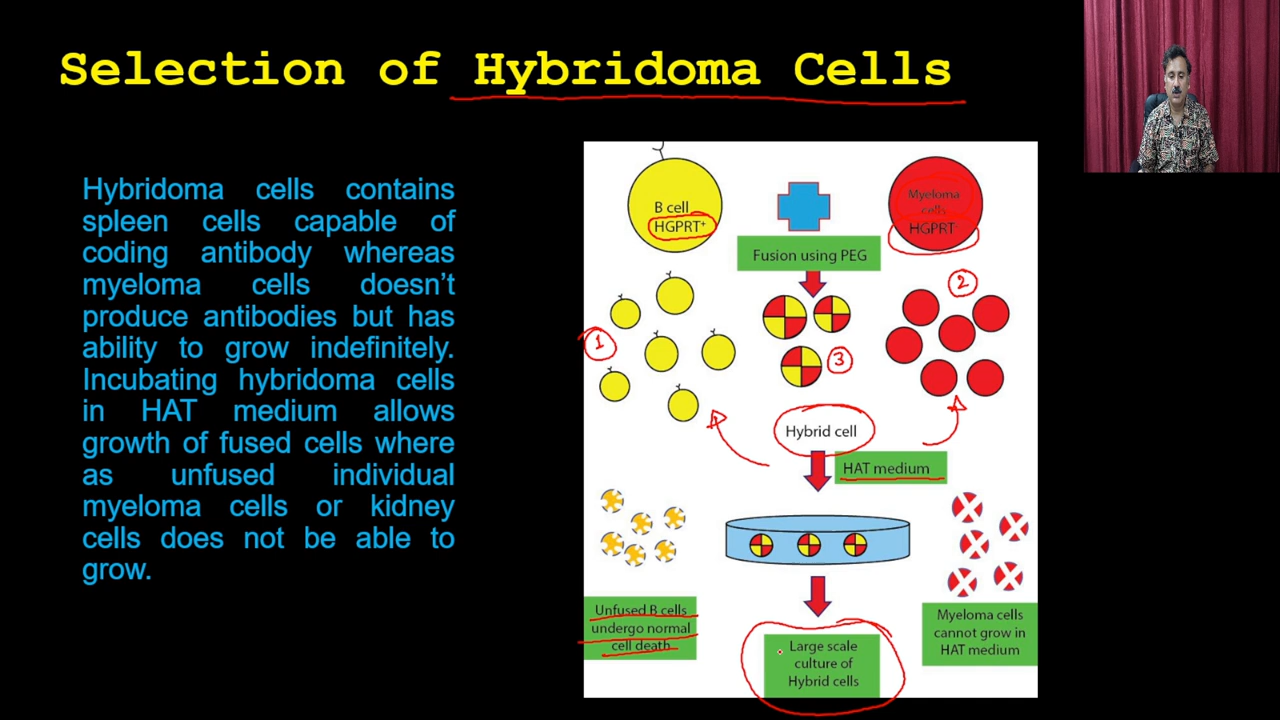 Selection of Hybridoma Cells
Hybridoma cells contains
spleen cells capable of
coding antibody whereas
myeloma cells doesn't
produce antibodies but has
ability to grow indefinitely.
Incubating hybridoma cells
in HAT medium allows
growth of fused cells where
as unfused individual
myeloma cells or kidney
cells does not be able to
grow.
B cell
HGPRT+
Myeloma
cells
HGPRT-
Fusion using PEG
1
2
3
Hybrid cell
HAT medium
Unfused B cells
undergo normal
cell death
Large scale
culture of
Hybrid cells
Myeloma cells
cannot grow in
HAT medium